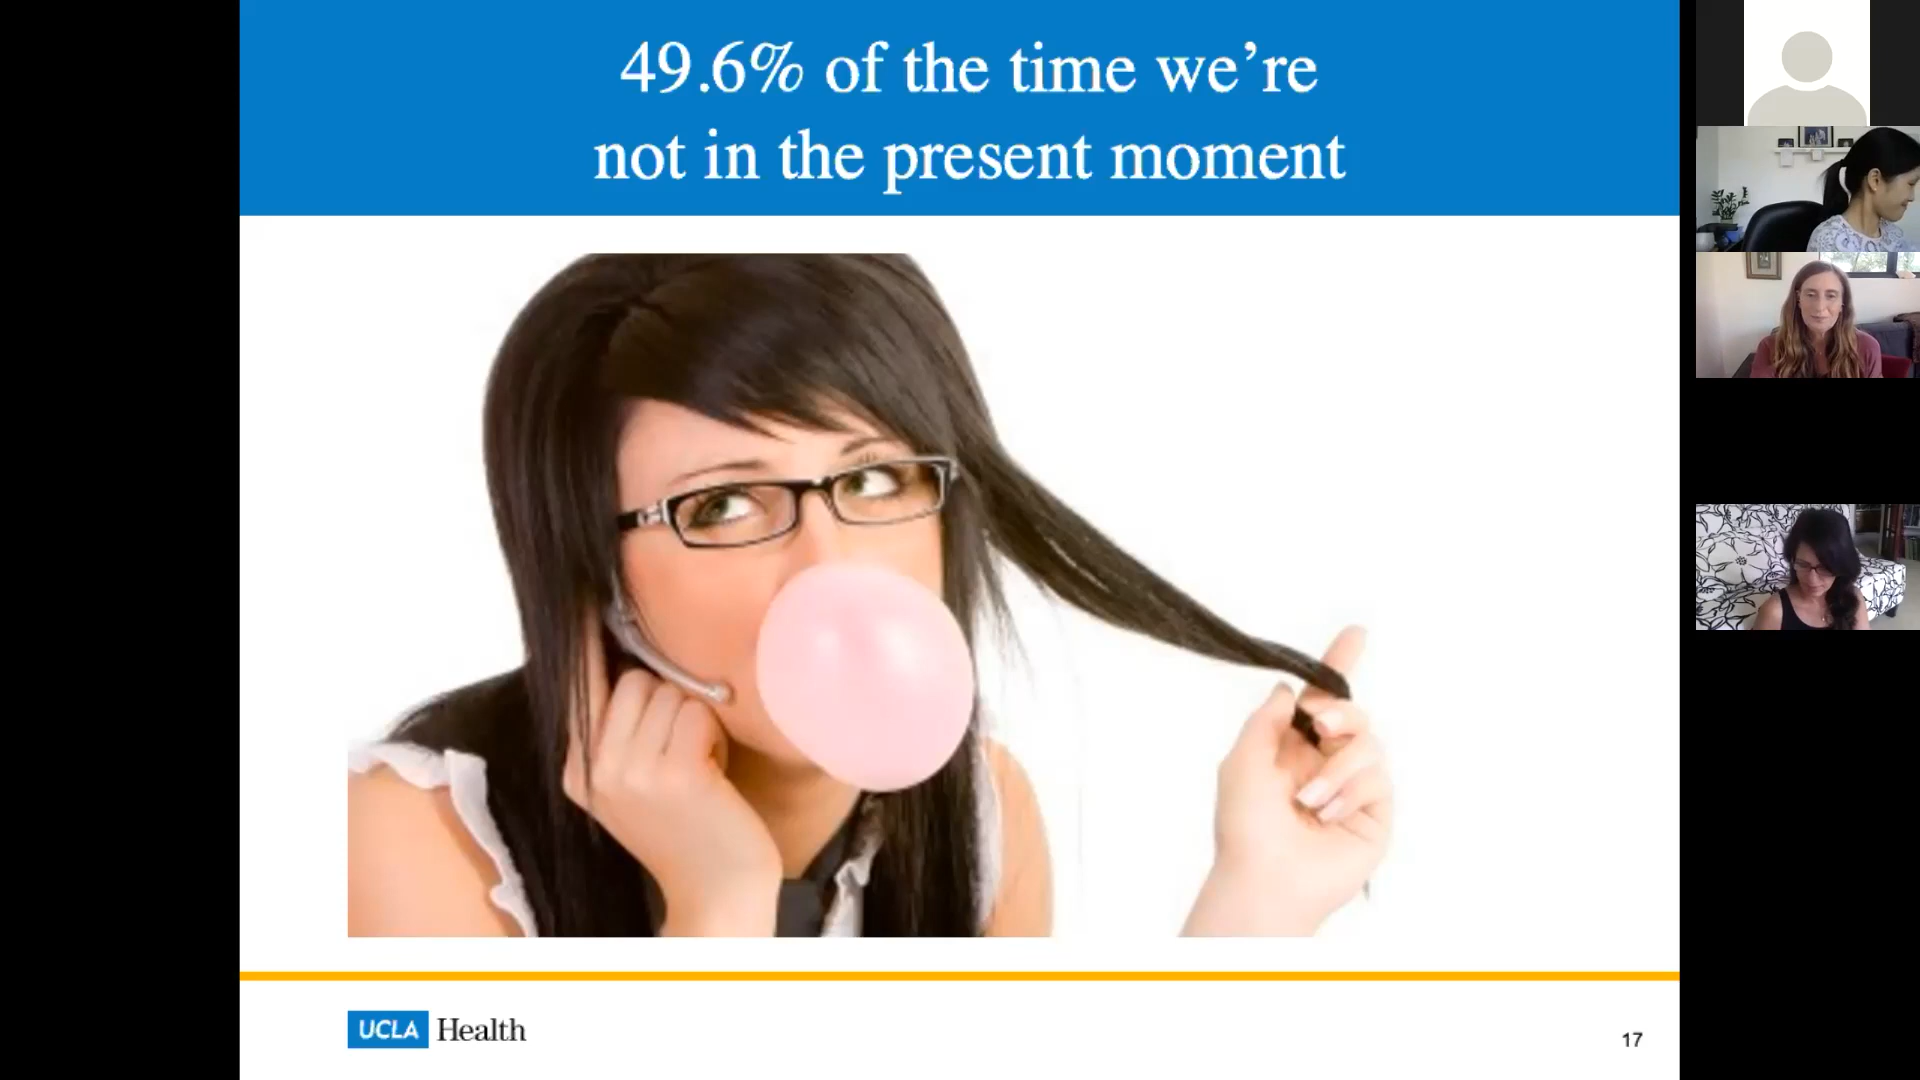 49.6% of the time we're
not in the present moment
UCLA Health
17